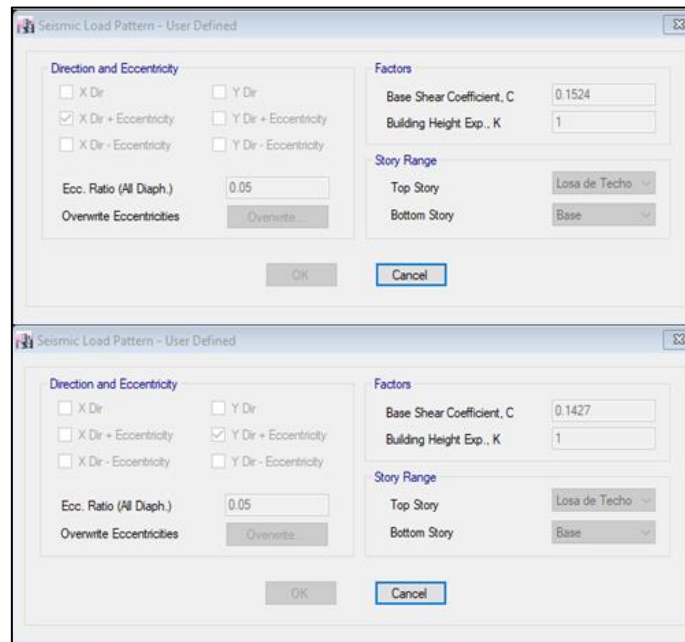 Seismic Load Pattern - User Defined
Direction and Eccentricity
X Dir Y Dir
X Dir + Eccentricity Y Dir + Eccentricity
X Dir - Eccentricity Y Dir - Eccentricity
Ecc. Ratio (All Diaph.) 0.05
Overwrite Eccentricities Overwrite...
Factors
Base Shear Coefficient, C 0.1524
Building Height Exp., K 1
Story Range
Top Story Losa de Techo
Bottom Story Base
OK Cancel
Seismic Load Pattern - User Defined
Direction and Eccentricity
X Dir Y Dir
X Dir + Eccentricity Y Dir + Eccentricity
X Dir - Eccentricity Y Dir - Eccentricity
Ecc. Ratio (All Diaph.) 0.05
Overwrite Eccentricities Overwrite...
Factors
Base Shear Coefficient, C 0.1427
Building Height Exp., K 1
Story Range
Top Story Losa de Techo
Bottom Story Base
OK Cancel